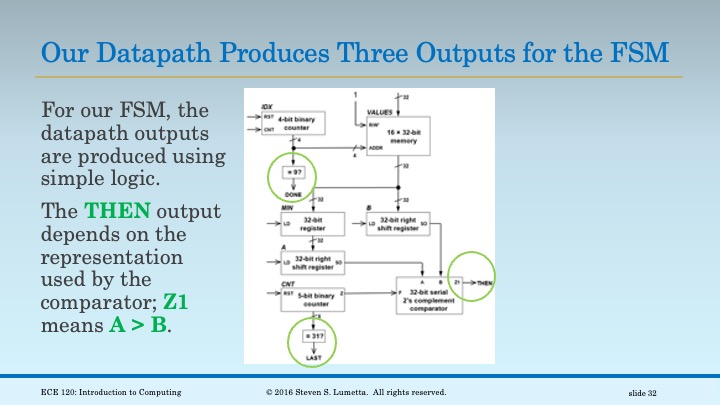 Our Datapath Produces Three Outputs for the FSM
For our FSM, the
datapath outputs
are produced using
simple logic.
The THEN output
depends on the
representation
used by the
comparator; Z1
means A > B.
IDX
RST
CNT
4-bit binary
counter
4
= 9?
DONE
1
32
VALUES
R/W
ADDR
16 × 32-bit
memory
4
32
32
32
MIN
LD
32-bit
register
B
LD
32-bit right
shift register
SO
32
A
LD
32-bit right
shift register
SO
CNT
RST
5-bit binary
counter
Z
A
B
Z1
THEN
F
32-bit serial
2's complement
comparator
5
= 31?
LAST
ECE 120: Introduction to Computing
© 2016 Steven S. Lumetta. All rights reserved.
slide 32